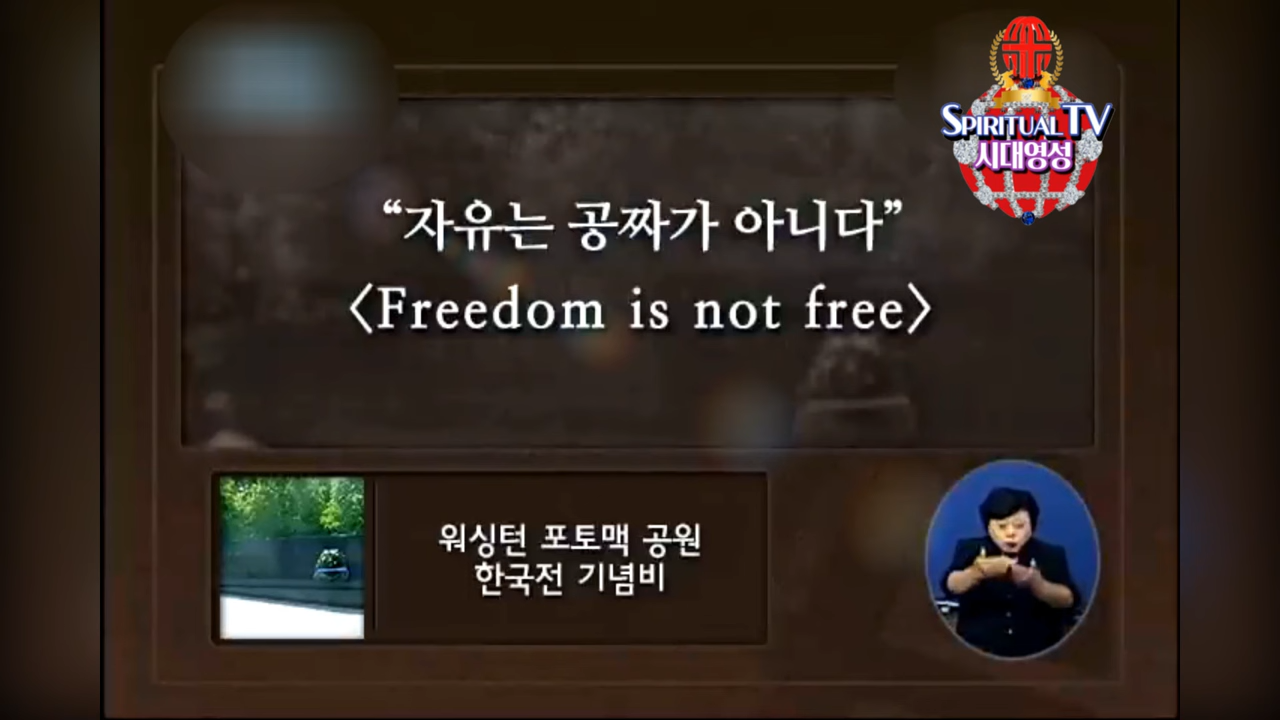 SPIRITUAL TV
시대영성
“자유는 공짜가 아니다”
〈Freedom is not free〉
워싱턴 포토맥 공원
한국전 기념비